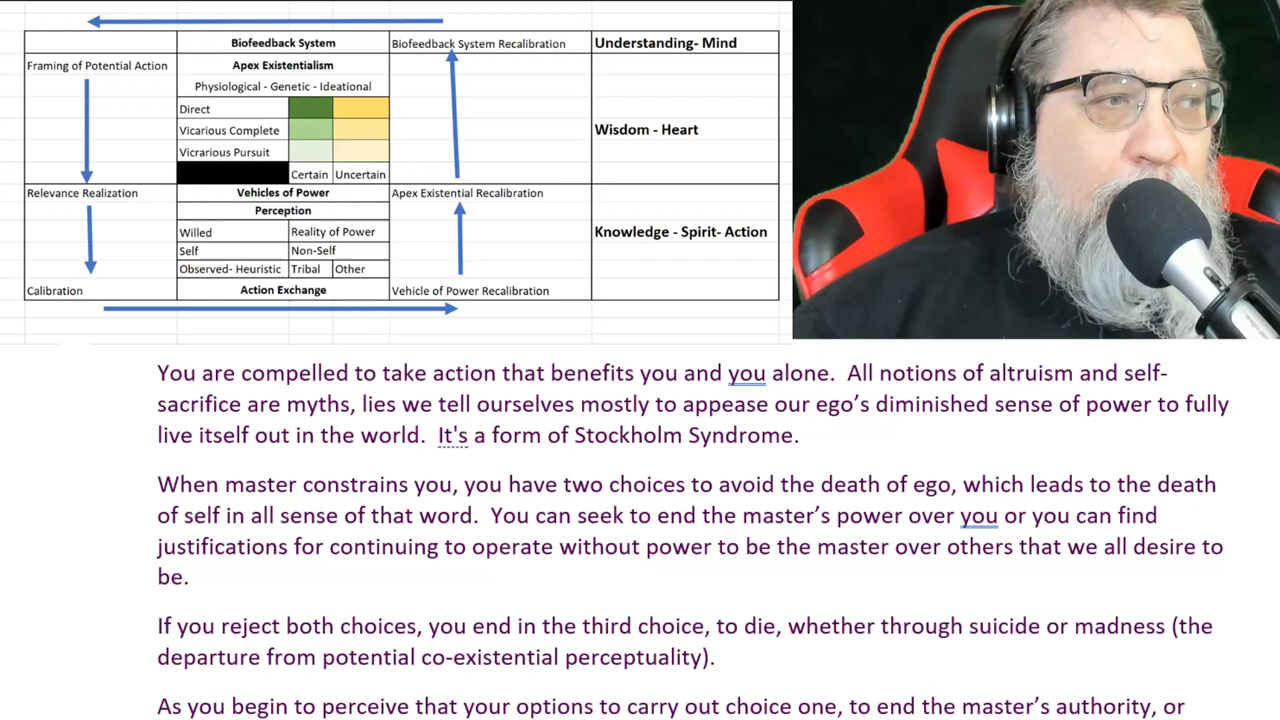 Biofeedback System
Biofeedback System Recalibration
Understanding- Mind
Framing of Potential Action
Apex Existentialism
Physiological - Genetic - Ideational
Direct
Vicarious Complete
Wisdom - Heart
Vicrarious Pursuit
Certain
Uncertain
Relevance Realization
Vehicles of Power
Apex Existential Recalibration
Perception
Willed
Reality of Power
Knowledge - Spirit- Action
Self
Non-Self
Observed- Heuristic
Tribal
Other
Calibration
Action Exchange
Vehicle of Power Recalibration
You are compelled to take action that benefits you and you alone.  All notions of altruism and self-
sacrifice are myths, lies we tell ourselves mostly to appease our ego's diminished sense of power to fully
live itself out in the world.  It's a form of Stockholm Syndrome.
When master constrains you, you have two choices to avoid the death of ego, which leads to the death
of self in all sense of that word.  You can seek to end the master's power over you or you can find
justifications for continuing to operate without power to be the master over others that we all desire to
be.
If you reject both choices, you end in the third choice, to die, whether through suicide or madness (the
departure from potential co-existential perceptuality).
As you begin to perceive that your options to carry out choice one, to end the master's authority, or